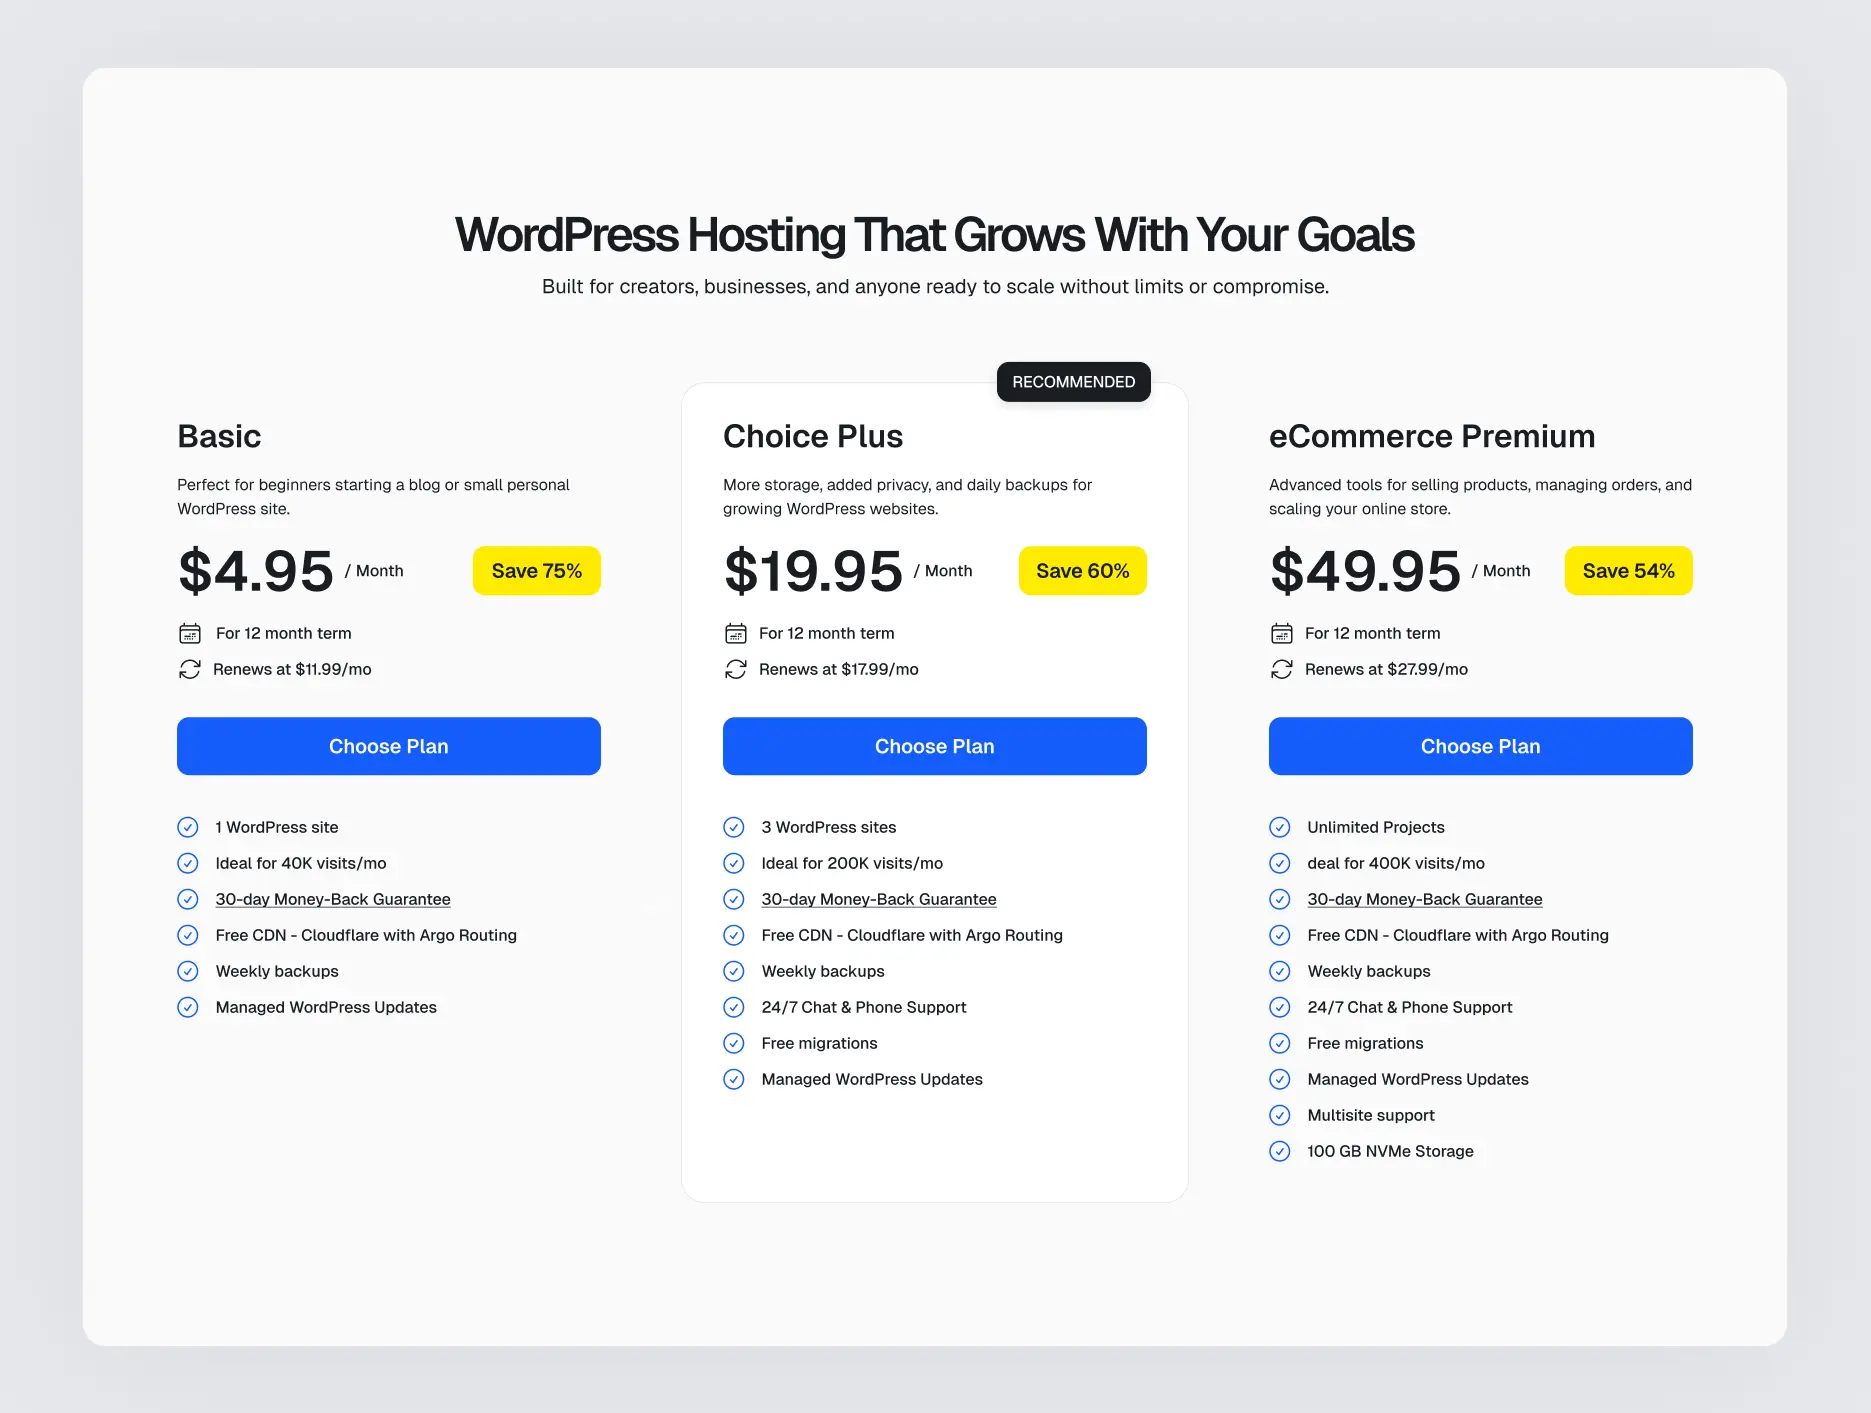 WordPress Hosting That Grows With Your Goals
Built for creators, businesses, and anyone ready to scale without limits or compromise.
Basic
Perfect for beginners starting a blog or small personal
WordPress site.
$4.95 / Month
Save 75%
For 12 month term
Renews at $11.99/mo
Choose Plan
1 WordPress site
Ideal for 40K visits/mo
30-day Money-Back Guarantee
Free CDN - Cloudflare with Argo Routing
Weekly backups
Managed WordPress Updates
RECOMMENDED
Choice Plus
More storage, added privacy, and daily backups for
growing WordPress websites.
$19.95 / Month
Save 60%
For 12 month term
Renews at $17.99/mo
Choose Plan
3 WordPress sites
Ideal for 200K visits/mo
30-day Money-Back Guarantee
Free CDN - Cloudflare with Argo Routing
Weekly backups
24/7 Chat & Phone Support
Free migrations
Managed WordPress Updates
eCommerce Premium
Advanced tools for selling products, managing orders, and
scaling your online store.
$49.95 / Month
Save 54%
For 12 month term
Renews at $27.99/mo
Choose Plan
Unlimited Projects
deal for 400K visits/mo
30-day Money-Back Guarantee
Free CDN - Cloudflare with Argo Routing
Weekly backups
24/7 Chat & Phone Support
Free migrations
Managed WordPress Updates
Multisite support
100 GB NVMe Storage